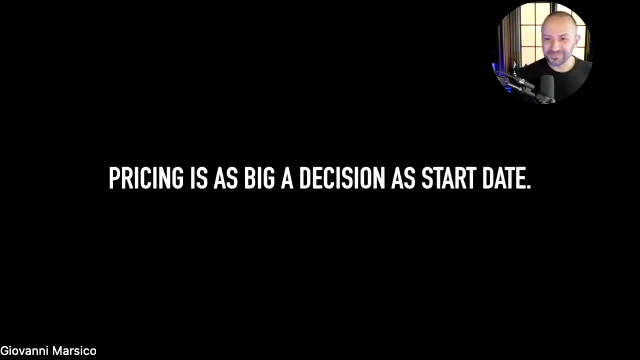 PRICING IS AS BIG A DECISION AS START DATE.
Giovanni Marsico